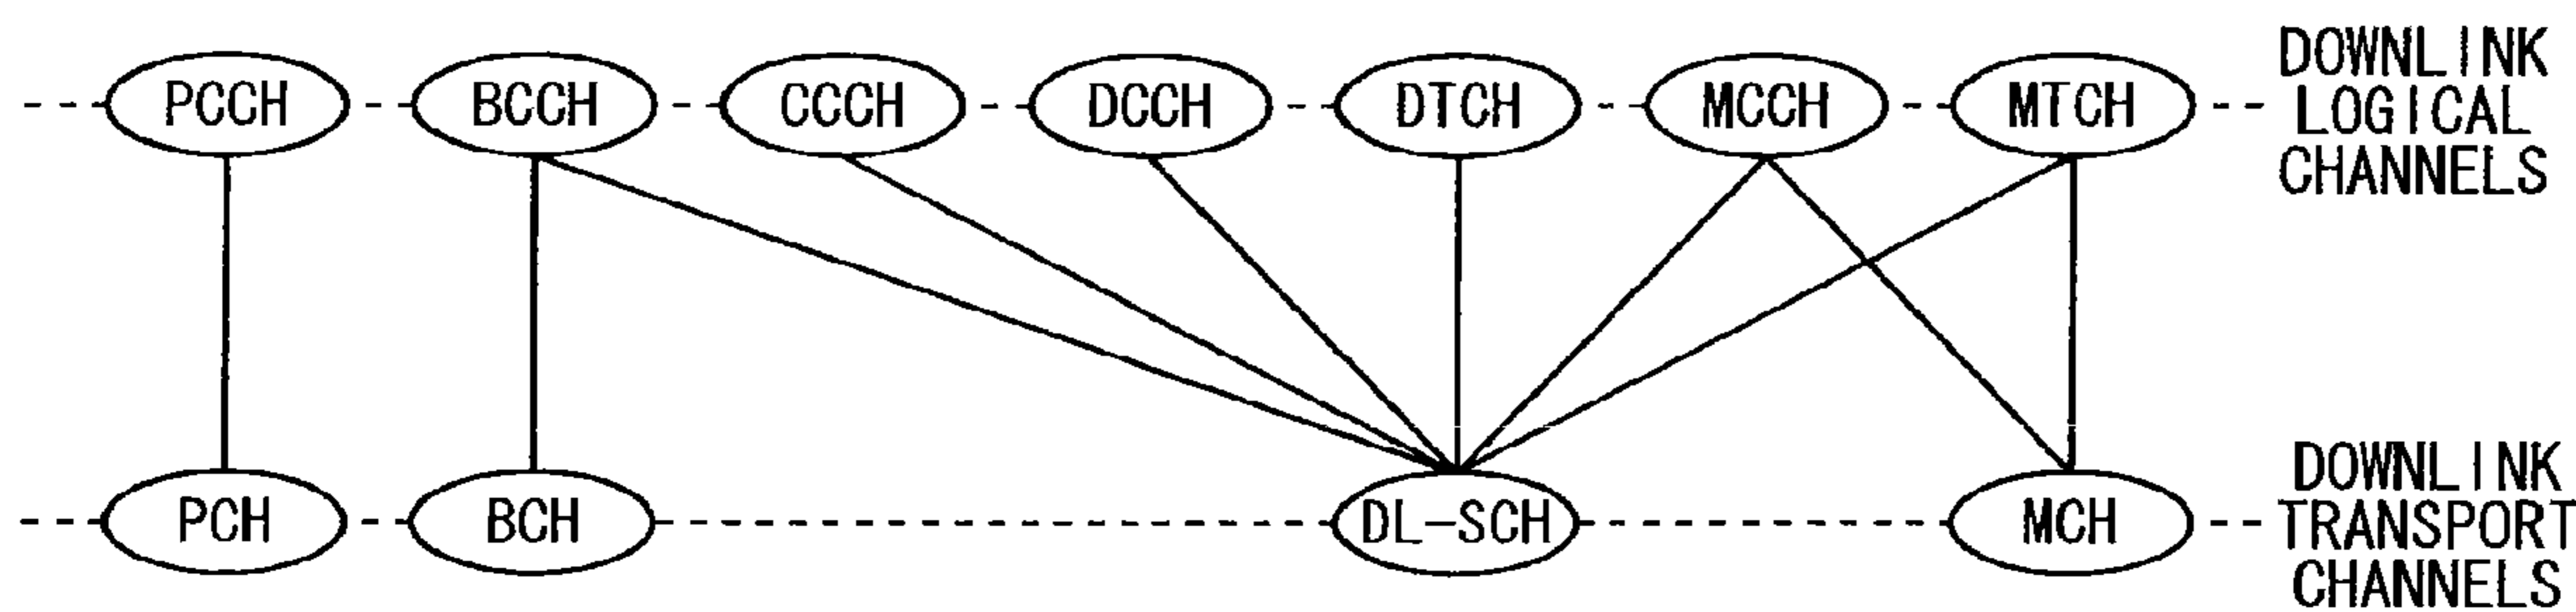 PCCH BCCH CCCH DCCH DTCH MCCH MTCH
DOWNLINK
LOGICAL
CHANNELS
PCH BCH DL-SCH MCH
DOWNLINK
TRANSPORT
CHANNELS